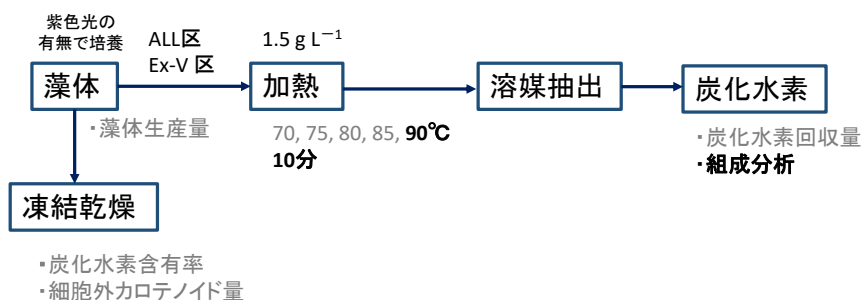 紫色光の
有無で培養
ALL区
Ex-V 区
1.5 g L⁻¹
藻体
加熱
溶媒抽出
炭化水素
・藻体生産量
70, 75, 80, 85, 90℃
10分
・炭化水素回収量
・組成分析
凍結乾燥
・炭化水素含有率
・細胞外カロテノイド量